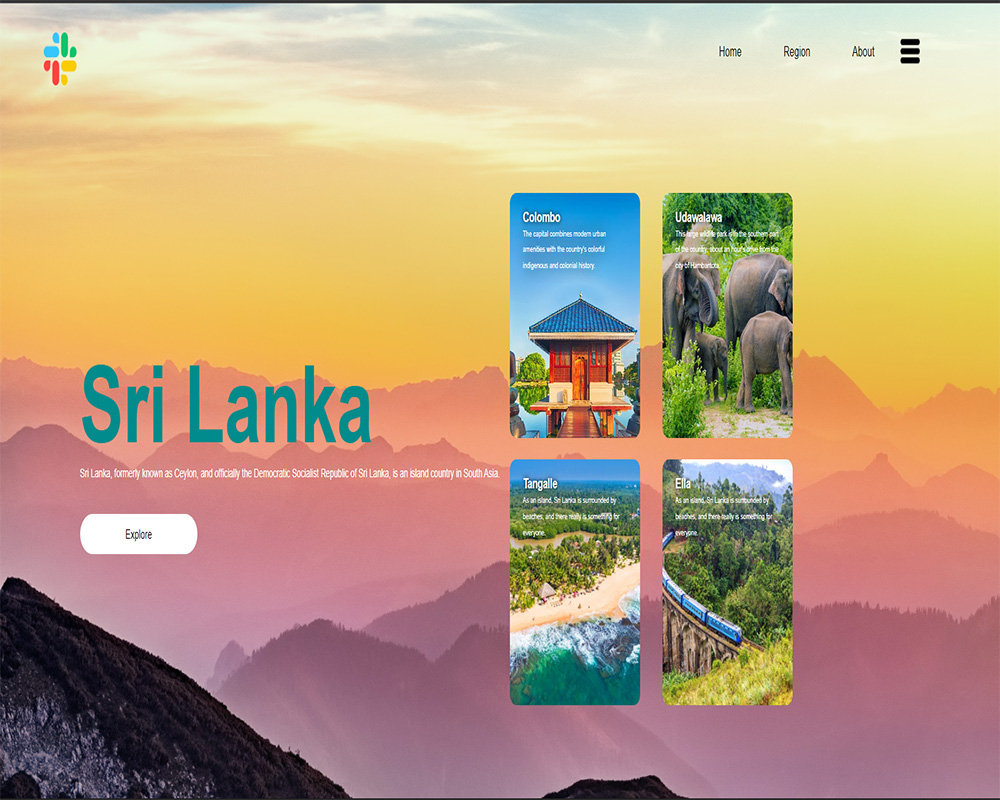 Home Region About
Colombo
The capital combines modern urban
amenities with the country's colorful
indigenous and colonial history.
Udawalawa
This large wildlife park is in the southern part
of the country, about an hour's drive from the
city of Hambantota.
Sri Lanka
Sri Lanka, formerly known as Ceylon, and officially the Democratic Socialist Republic of Sri Lanka, is an island country in South Asia.
Explore
Tangalle
As an island, Sri Lanka is surrounded by
beaches, and there really is something for
everyone.
Ella
As an island, Sri Lanka is surrounded by
beaches, and there really is something for
everyone.